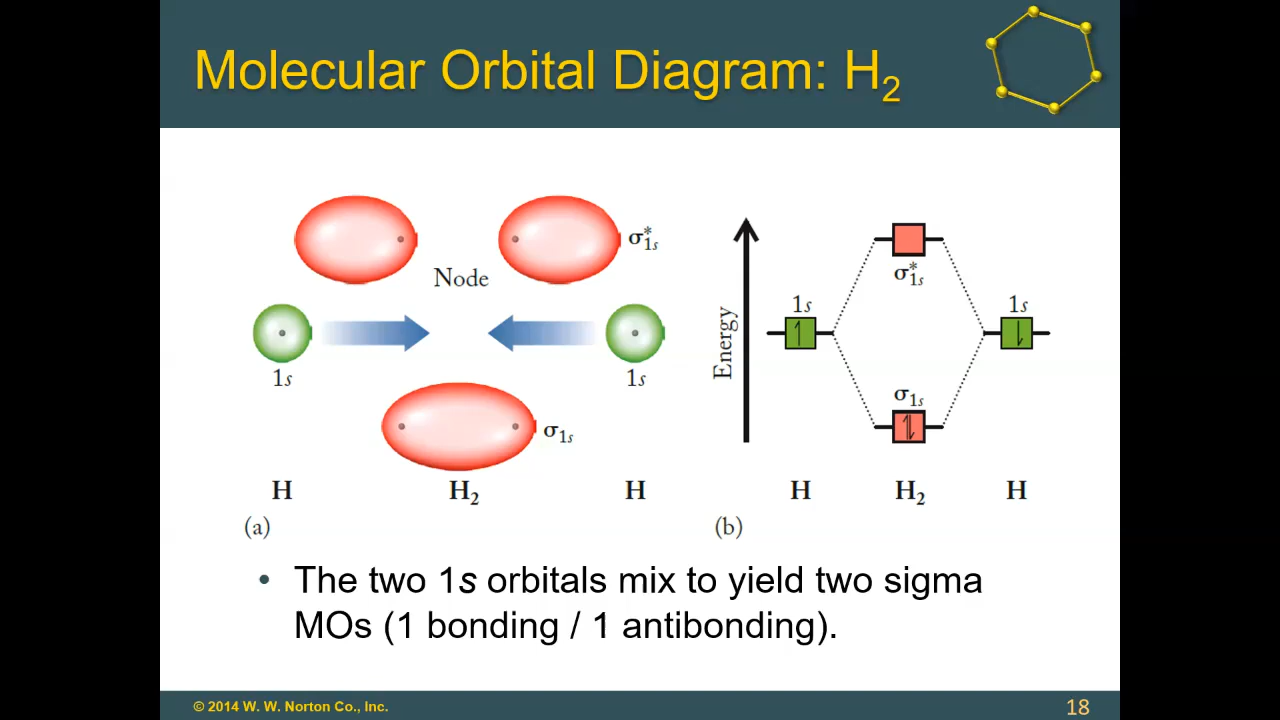 Molecular Orbital Diagram: H₂
σ*₁ₛ
Node
1s
1s
σ₁ₛ
H
H₂
H
(a)
Energy
σ*₁ₛ
1s
1s
σ₁ₛ
H
H₂
H
(b)
• The two 1s orbitals mix to yield two sigma
MOs (1 bonding / 1 antibonding).
© 2014 W. W. Norton Co., Inc.
18